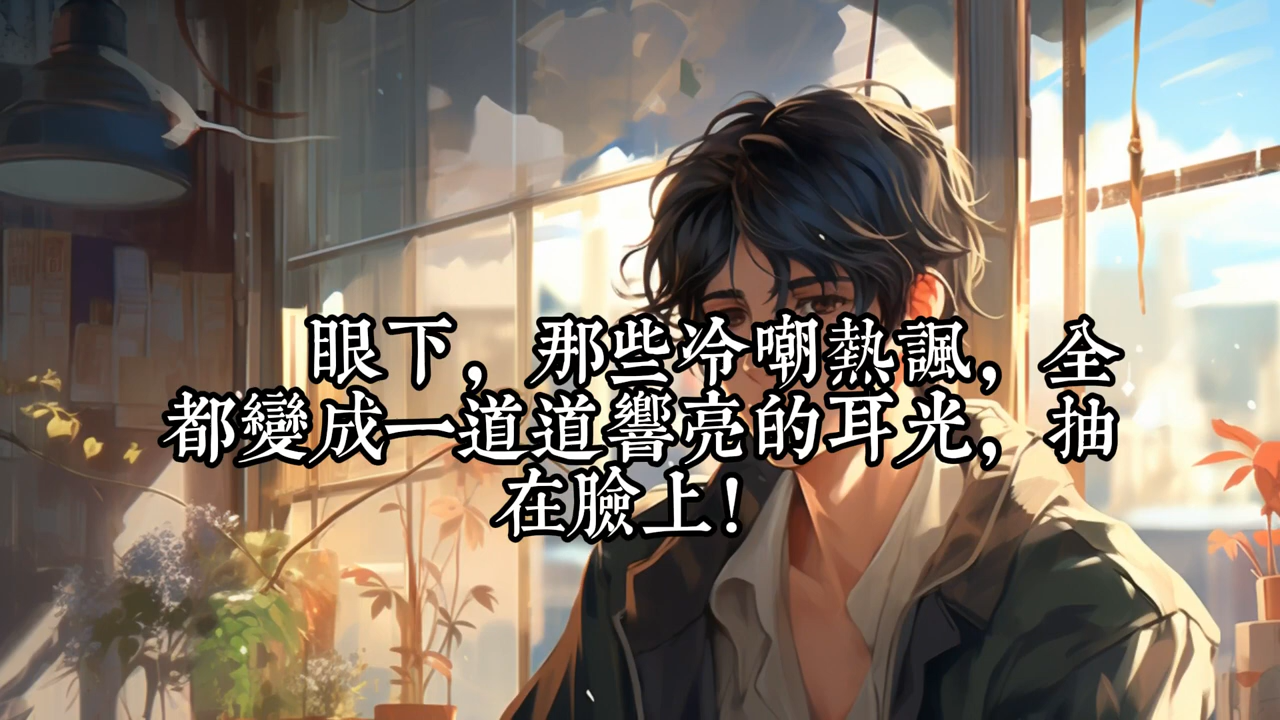 眼下，那些冷嘲熱諷，全
都變成一道道響亮的耳光，抽
在臉上！